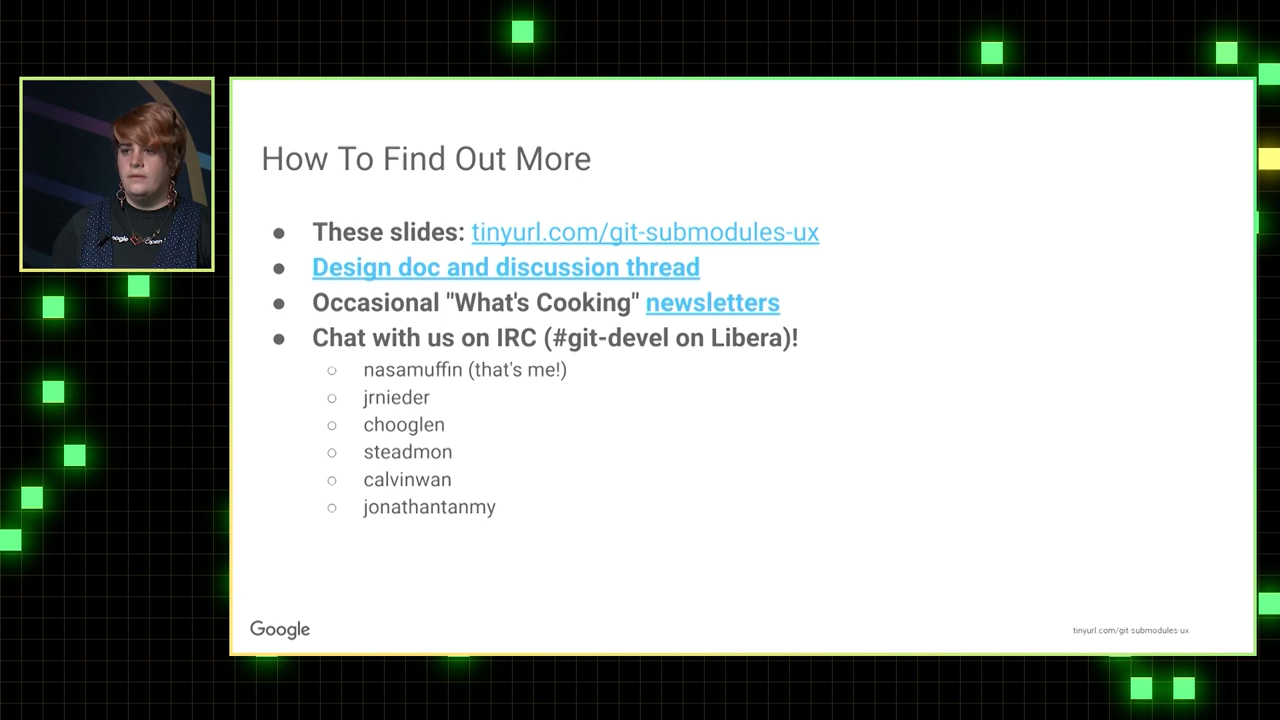 How To Find Out More
● These slides: tinyurl.com/git-submodules-ux
● Design doc and discussion thread
● Occasional "What's Cooking" newsletters
● Chat with us on IRC (#git-devel on Libera)!
○ nasamuffin (that's me!)
○ jrnieder
○ chooglen
○ steadmon
○ calvinwan
○ jonathantanmy
Google
tinyurl.com/git-submodules-ux